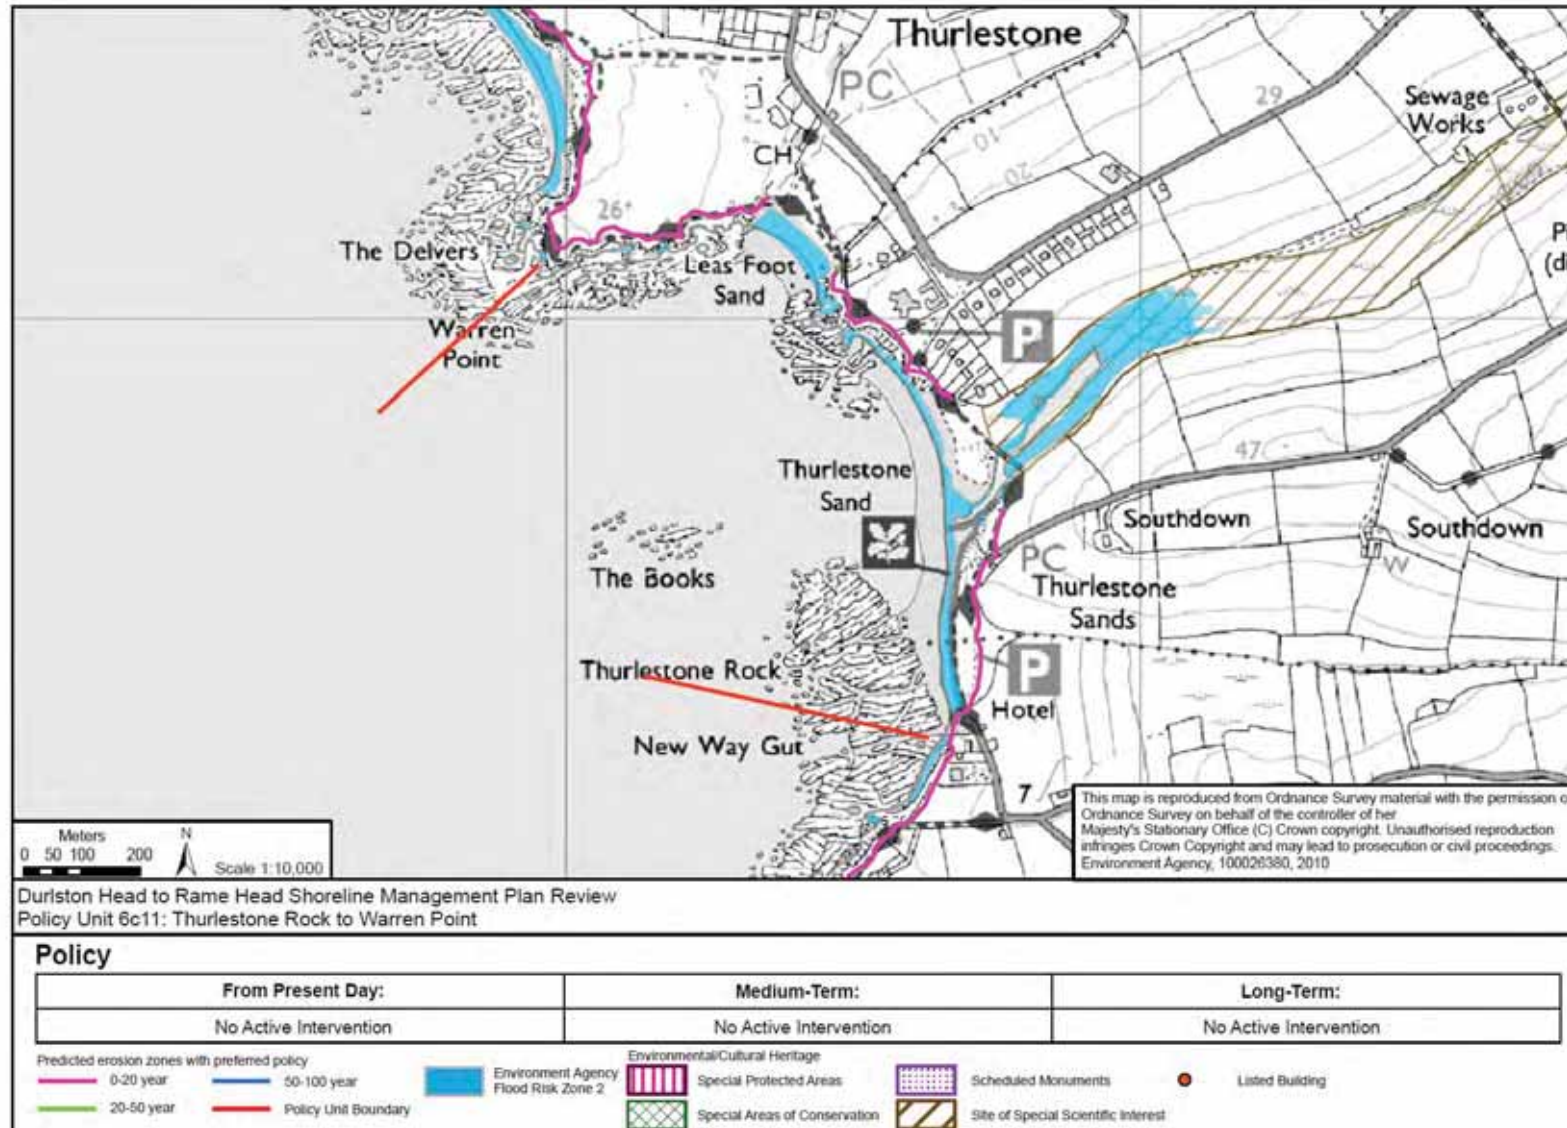 Thurlestone
PC
29
Sewage
Works
22
10
20
CH
26+
The Delvers
Leas Foot
Sand
Warren
Point
P
47
Thurlestone
Sand
Southdown
Southdown
The Books
PC
W
Thurlestone
Sands
Thurlestone Rock
P
Hotel
New Way Gut
7
This map is reproduced from Ordnance Survey material with the permission o
Ordnance Survey on behalf of the controller of her
Majesty's Stationary Office (C) Crown copyright. Unauthorised reproduction
infringes Crown Copyright and may lead to prosecution or civil proceedings.
Environment Agency, 100026380, 2010
Meters
N
0 50 100 200
Scale 1:10,000
Durlston Head to Rame Head Shoreline Management Plan Review
Policy Unit 6c11: Thurlestone Rock to Warren Point
Policy
From Present Day: Medium-Term: Long-Term:
No Active Intervention No Active Intervention No Active Intervention
Predicted erosion zones with preferred policy
0-20 year 50-100 year
20-50 year Policy Unit Boundary
Environment Agency
Flood Risk Zone 2
Environmental/Cultural Heritage
Special Protected Areas Scheduled Monuments Listed Building
Special Areas of Conservation Site of Special Scientific Interest